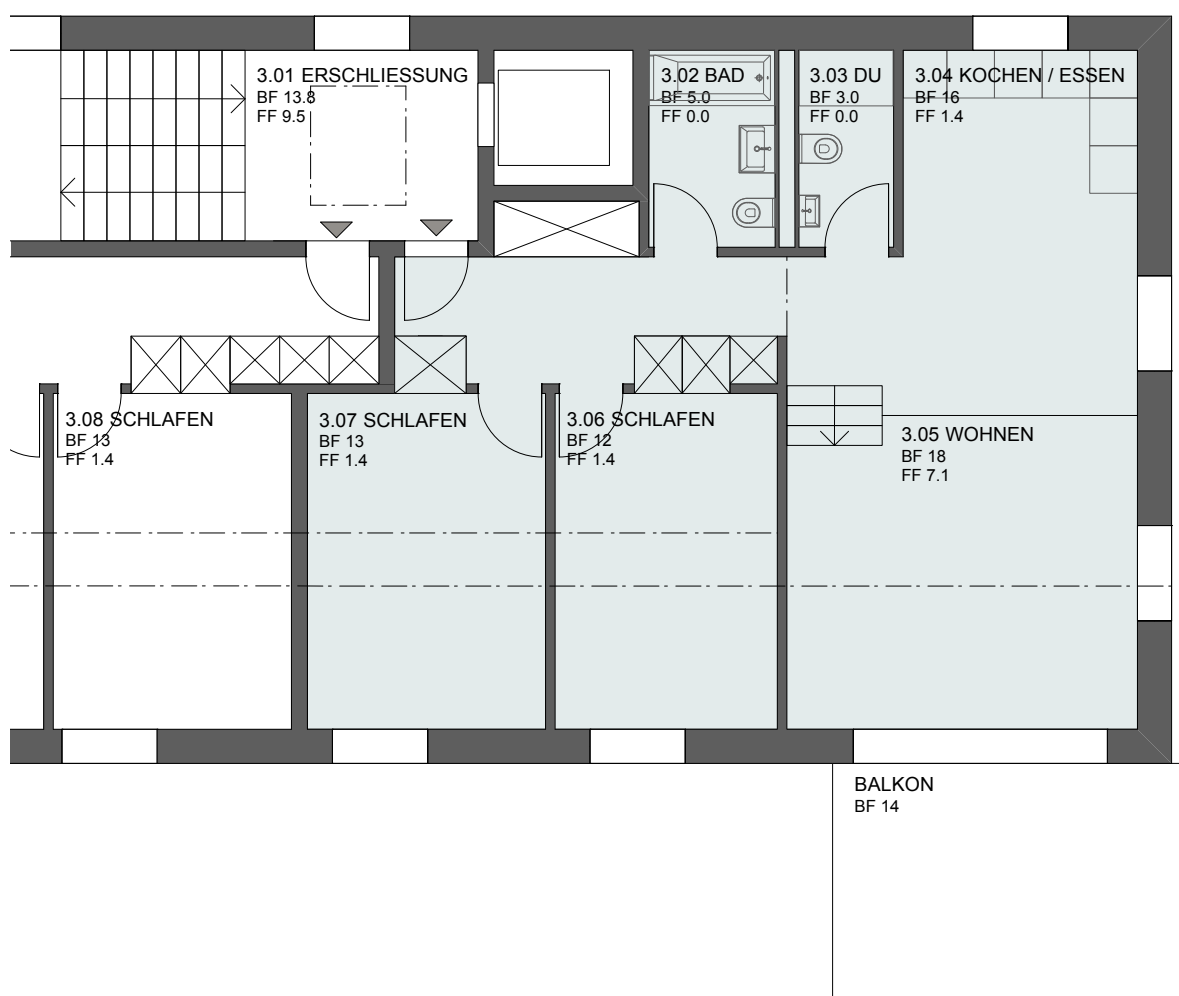 3.01 ERSCHLIESSUNG
BF 13.8
FF 9.5
3.02 BAD
BF 5.0
FF 0.0
3.03 DU
BF 3.0
FF 0.0
3.04 KOCHEN / ESSEN
BF 16
FF 1.4
3.08 SCHLAFEN
BF 13
FF 1.4
3.07 SCHLAFEN
BF 13
FF 1.4
3.06 SCHLAFEN
BF 12
FF 1.4
3.05 WOHNEN
BF 18
FF 7.1
BALKON
BF 14